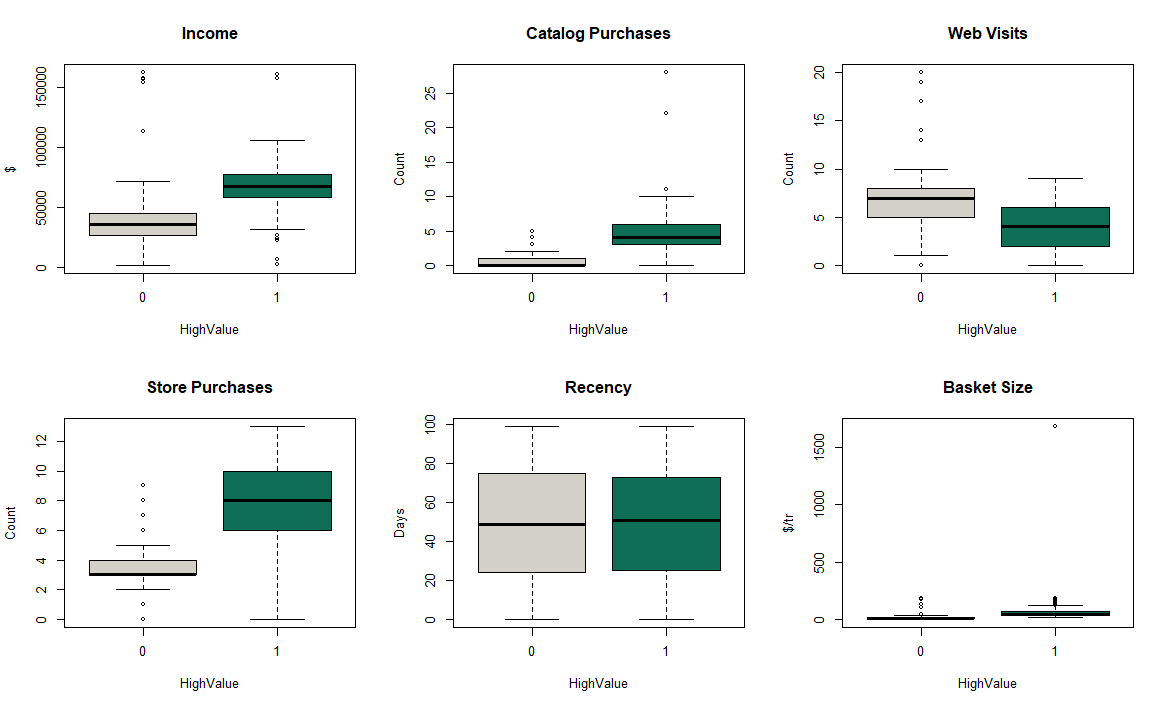 Income
$
0
50000
100000
150000
0 1
HighValue
Catalog Purchases
Count
0
5
10
15
20
25
0 1
HighValue
Web Visits
Count
0
5
10
15
20
0 1
HighValue
Store Purchases
Count
0
2
4
6
8
10
12
0 1
HighValue
Recency
Days
0
20
40
60
80
100
0 1
HighValue
Basket Size
$/tr
0
500
1000
1500
0 1
HighValue